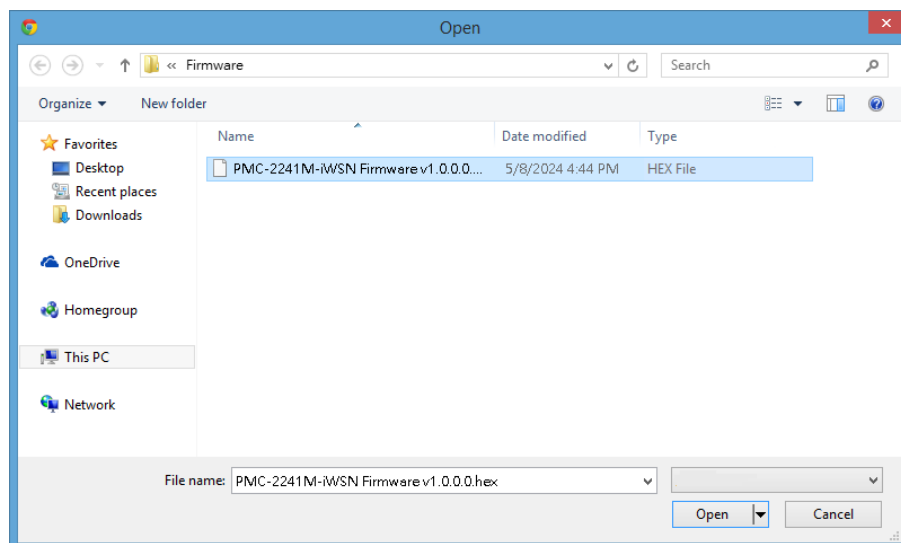 Open
« Firmware
Search
Organize
New folder
Name
Date modified
Type
Favorites
Desktop
Recent places
Downloads
OneDrive
Homegroup
This PC
Network
PMC-2241M-iWSN Firmware v1.0.0.0....
5/8/2024 4:44 PM
HEX File
File name:
PMC-2241M-iWSN Firmware v1.0.0.0.hex
Open
Cancel